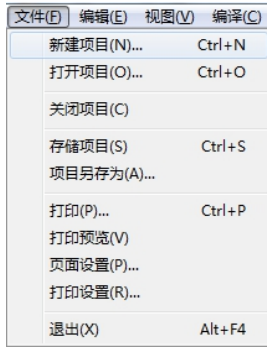 文件(F) 编辑(E) 视图(V) 编译(C)
新建项目(N)... Ctrl+N
打开项目(O)... Ctrl+O
关闭项目(C)
存储项目(S) Ctrl+S
项目另存为(A)...
打印(P)... Ctrl+P
打印预览(V)
页面设置(P)...
打印设置(R)...
退出(X) Alt+F4